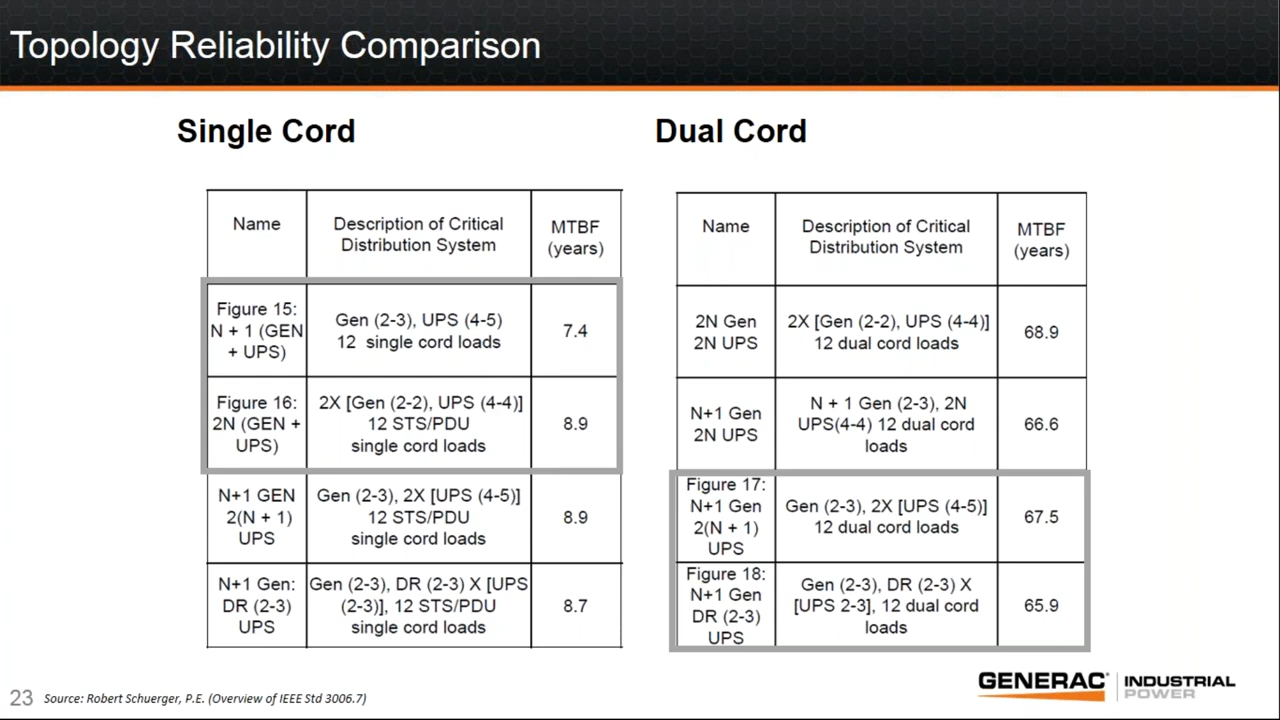 Topology Reliability Comparison
Single Cord
Name
Description of Critical
Distribution System
MTBF
(years)
Figure 15:
N + 1 (GEN
+ UPS)
Gen (2-3), UPS (4-5)
12 single cord loads
7.4
Figure 16:
2N (GEN +
UPS)
2X [Gen (2-2), UPS (4-4)]
12 STS/PDU
single cord loads
8.9
N+1 GEN
2(N + 1)
UPS
Gen (2-3), 2X [UPS (4-5)]
12 STS/PDU
single cord loads
8.9
N+1 Gen:
DR (2-3)
UPS
Gen (2-3), DR (2-3) X [UPS
(2-3)], 12 STS/PDU
single cord loads
8.7
Dual Cord
Name
Description of Critical
Distribution System
MTBF
(years)
2N Gen
2N UPS
2X [Gen (2-2), UPS (4-4)]
12 dual cord loads
68.9
N+1 Gen
2N UPS
N + 1 Gen (2-3), 2N
UPS(4-4) 12 dual cord
loads
66.6
Figure 17:
N+1 Gen
2(N + 1)
UPS
Gen (2-3), 2X [UPS (4-5)]
12 dual cord loads
67.5
Figure 18:
N+1 Gen
DR (2-3)
UPS
Gen (2-3), DR (2-3) X
[UPS 2-3], 12 dual cord
loads
65.9
23 Source: Robert Schuerger, P.E. (Overview of IEEE Std 3006.7)
GENERAC INDUSTRIAL
POWER